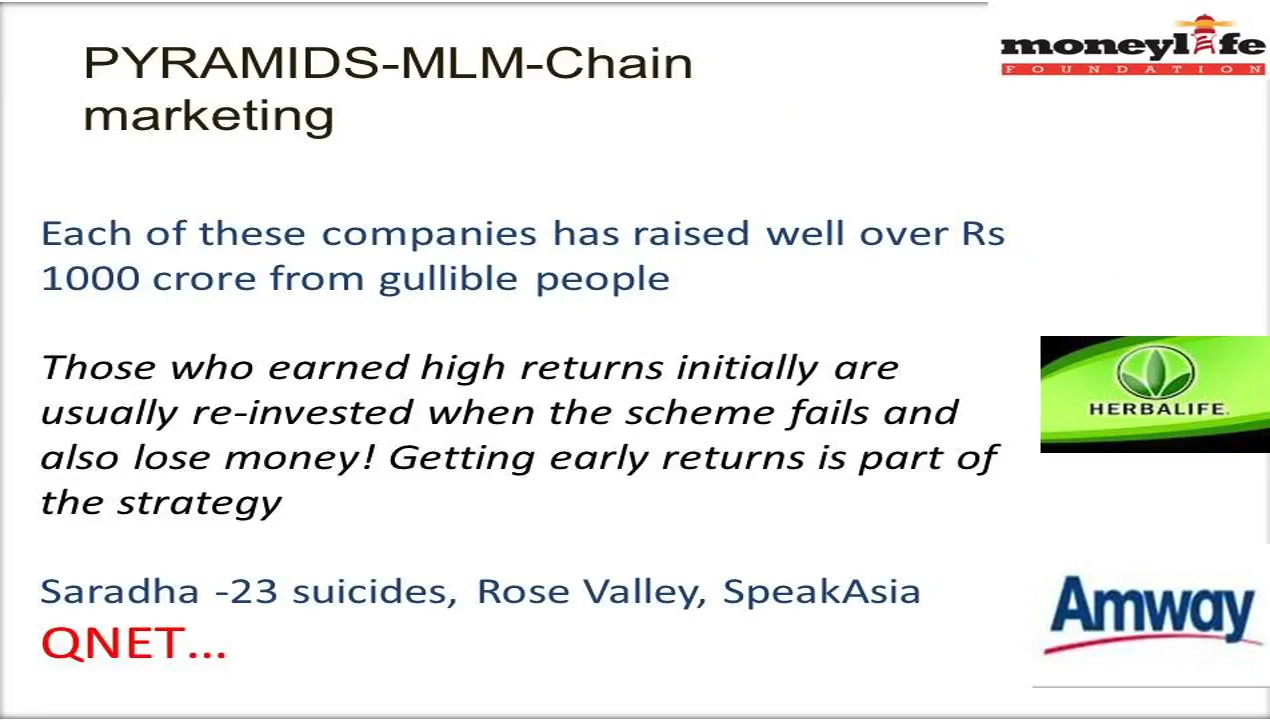 PYRAMIDS-MLM-Chain
marketing
moneylife
FOUNDATION
Each of these companies has raised well over Rs
1000 crore from gullible people
Those who earned high returns initially are
usually re-invested when the scheme fails and
also lose money! Getting early returns is part of
the strategy
HERBALIFE.
Saradha -23 suicides, Rose Valley, SpeakAsia
QNET...
Amway